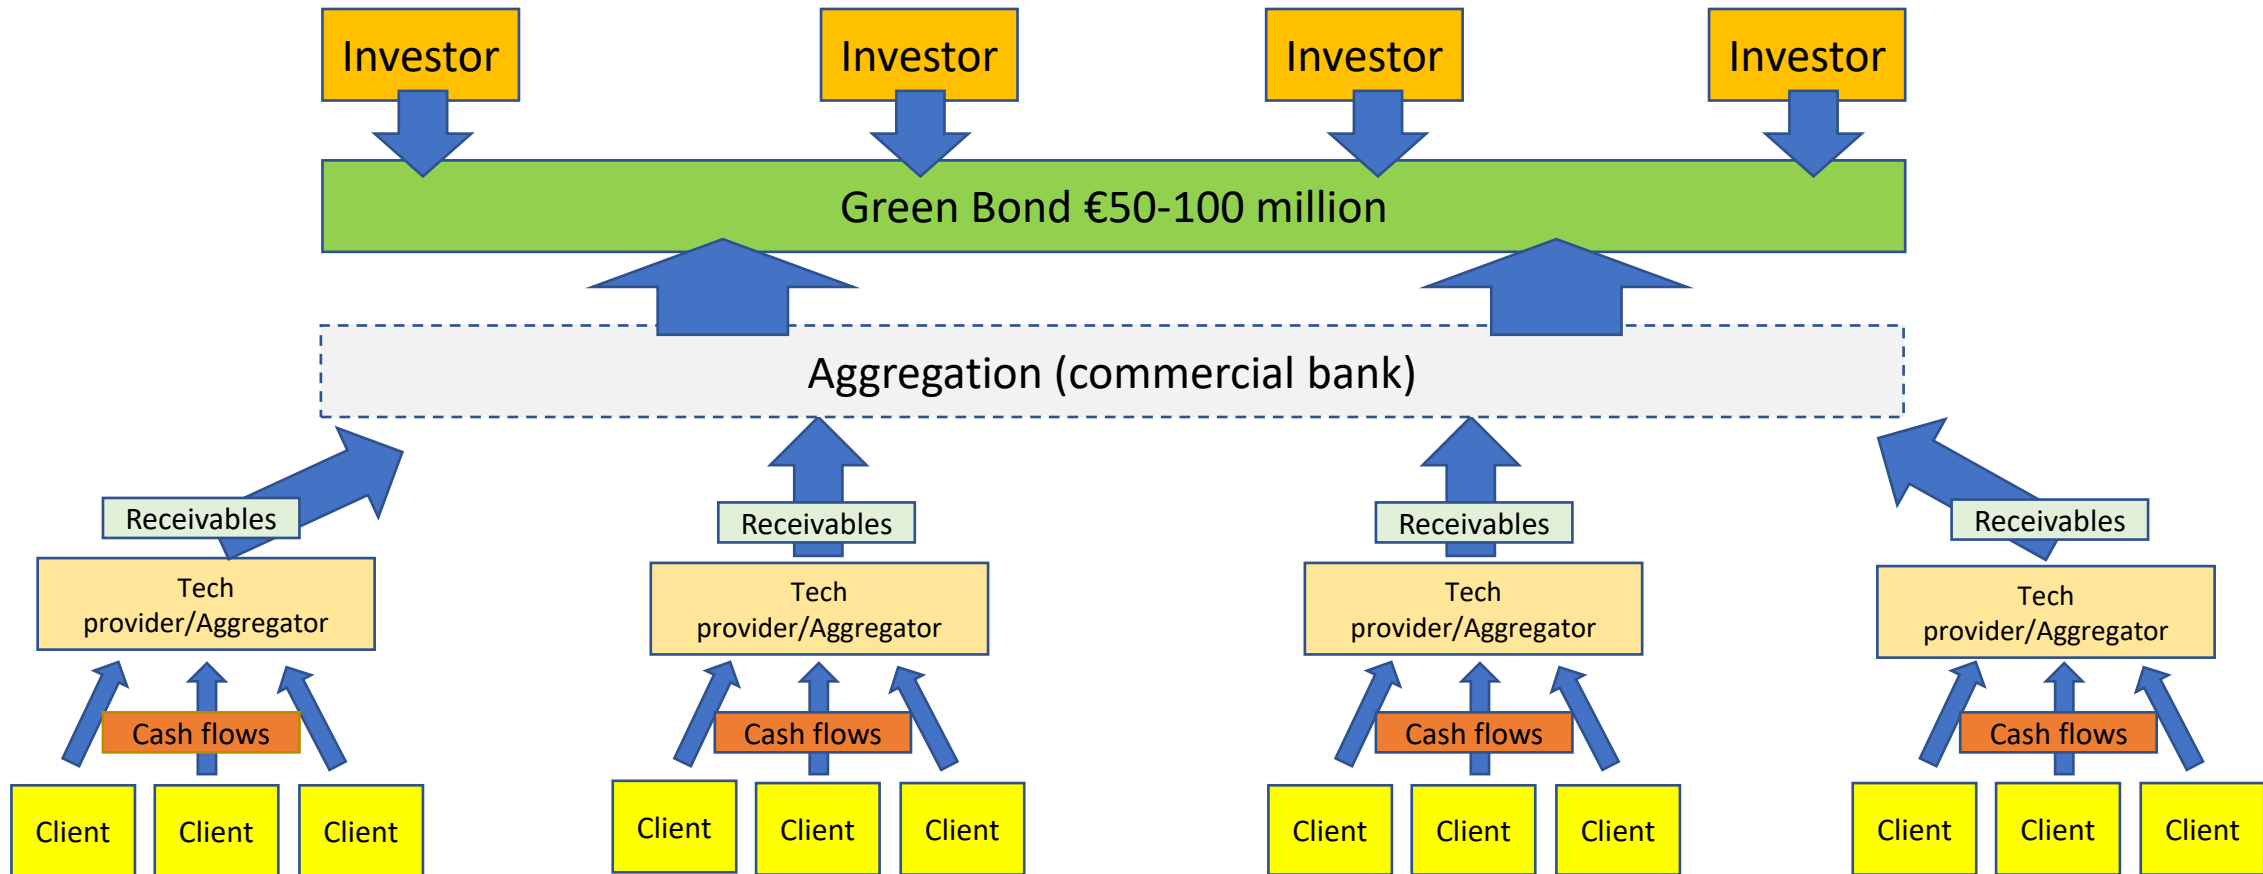 Investor
Investor
Investor
Investor
Green Bond €50-100 million
Aggregation (commercial bank)
Receivables
Receivables
Receivables
Receivables
Tech
provider/Aggregator
Tech
provider/Aggregator
Tech
provider/Aggregator
Tech
provider/Aggregator
Cash flows
Cash flows
Cash flows
Cash flows
Client
Client
Client
Client
Client
Client
Client
Client
Client
Client
Client
Client